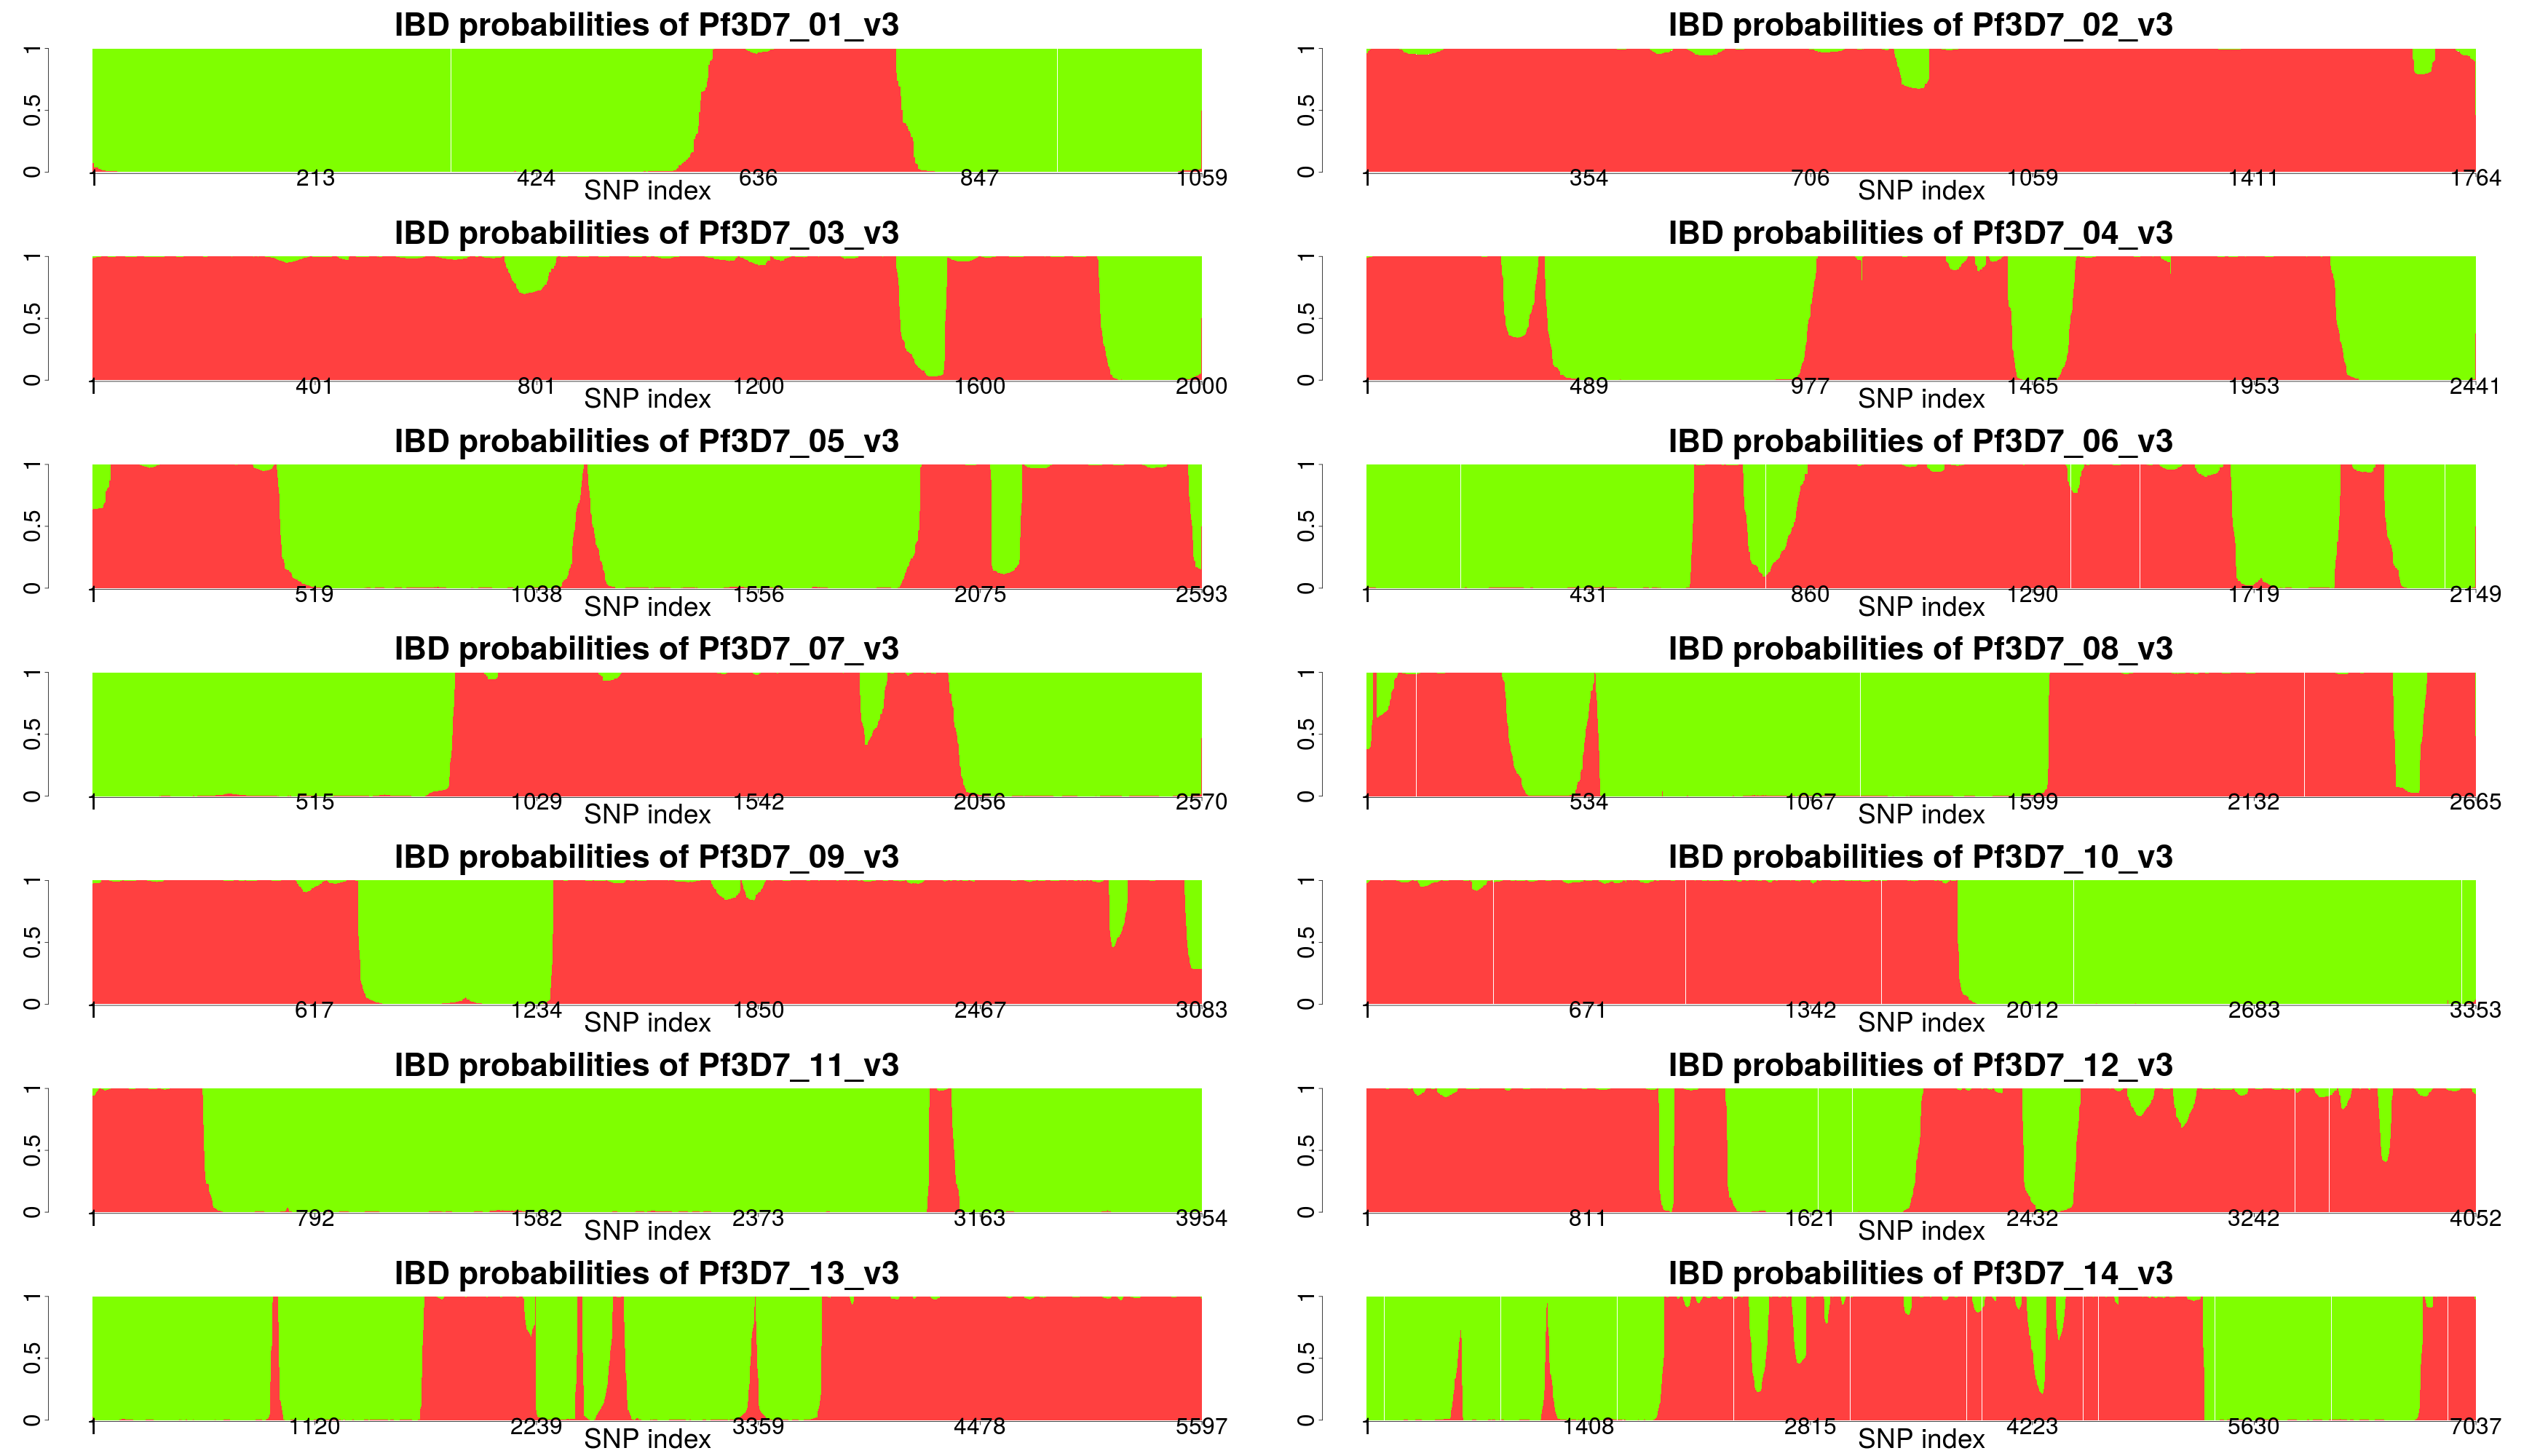 IBD probabilities of Pf3D7_01_v3
0 0.5 1
1 213 424 636 847 1059
SNP index
IBD probabilities of Pf3D7_02_v3
0 0.5 1
1 354 706 1059 1411 1764
SNP index
IBD probabilities of Pf3D7_03_v3
0 0.5 1
1 401 801 1200 1600 2000
SNP index
IBD probabilities of Pf3D7_04_v3
0 0.5 1
1 489 977 1465 1953 2441
SNP index
IBD probabilities of Pf3D7_05_v3
0 0.5 1
1 519 1038 1556 2075 2593
SNP index
IBD probabilities of Pf3D7_06_v3
0 0.5 1
1 431 860 1290 1719 2149
SNP index
IBD probabilities of Pf3D7_07_v3
0 0.5 1
1 515 1029 1542 2056 2570
SNP index
IBD probabilities of Pf3D7_08_v3
0 0.5 1
1 534 1067 1599 2132 2665
SNP index
IBD probabilities of Pf3D7_09_v3
0 0.5 1
1 617 1234 1850 2467 3083
SNP index
IBD probabilities of Pf3D7_10_v3
0 0.5 1
1 671 1342 2012 2683 3353
SNP index
IBD probabilities of Pf3D7_11_v3
0 0.5 1
1 792 1582 2373 3163 3954
SNP index
IBD probabilities of Pf3D7_12_v3
0 0.5 1
1 811 1621 2432 3242 4052
SNP index
IBD probabilities of Pf3D7_13_v3
0 0.5 1
1 1120 2239 3359 4478 5597
SNP index
IBD probabilities of Pf3D7_14_v3
0 0.5 1
1 1408 2815 4223 5630 7037
SNP index